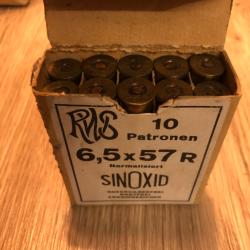 RWS
10
Patronen
6,5x57 R
Normalisiert
SINOXID